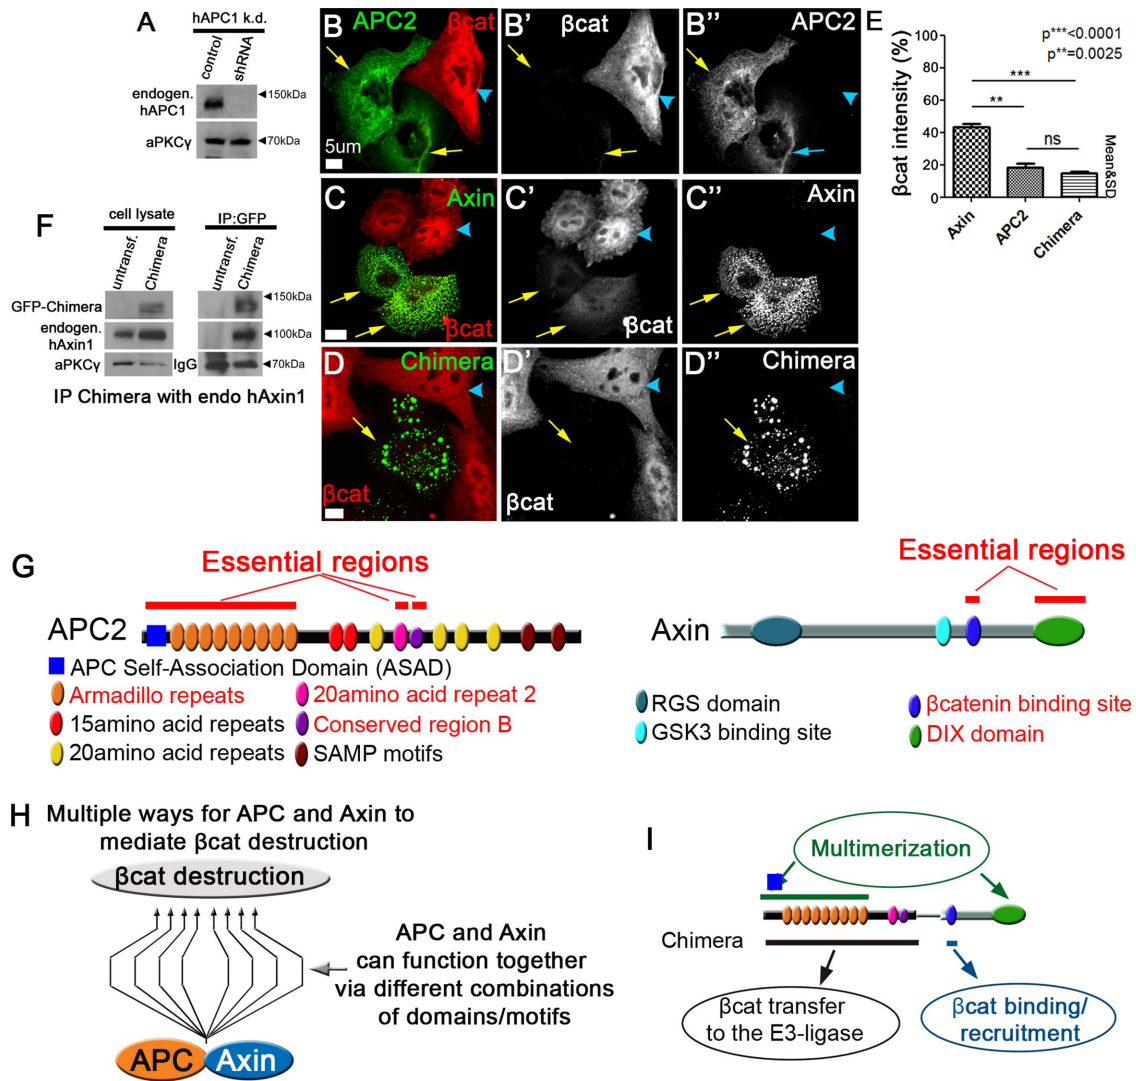 A
hAPC1 k.d.
control
shRNA
endogen.
hAPC1
◄150kDa
aPKCγ
◄70kDa
B
APC2
βcat
5um
B'
βcat
B"
APC2
C
Axin
βcat
C'
βcat
C"
Axin
D
Chimera
βcat
D'
βcat
D"
Chimera
E
p***<0.0001
p**=0.0025
βcat intensity (%)
100
80
60
40
20
0
***
**
ns
Mean&SD
Axin
APC2
Chimera
F
cell lysate
IP:GFP
untransf.
Chimera
untransf.
Chimera
GFP-Chimera
◄150kDa
endogen.
hAxin1
◄100kDa
aPKCγ
IgG
◄70kDa
IP Chimera with endo hAxin1
G
Essential regions
APC2
APC Self-Association Domain (ASAD)
Armadillo repeats
15amino acid repeats
20amino acid repeats
20amino acid repeat 2
Conserved region B
SAMP motifs
Essential regions
Axin
RGS domain
GSK3 binding site
βcatenin binding site
DIX domain
H
Multiple ways for APC and Axin to
mediate βcat destruction
βcat destruction
APC and Axin
can function together
via different combinations
of domains/motifs
APC
Axin
I
Multimerization
Chimera
βcat transfer
to the E3-ligase
βcat binding/
recruitment